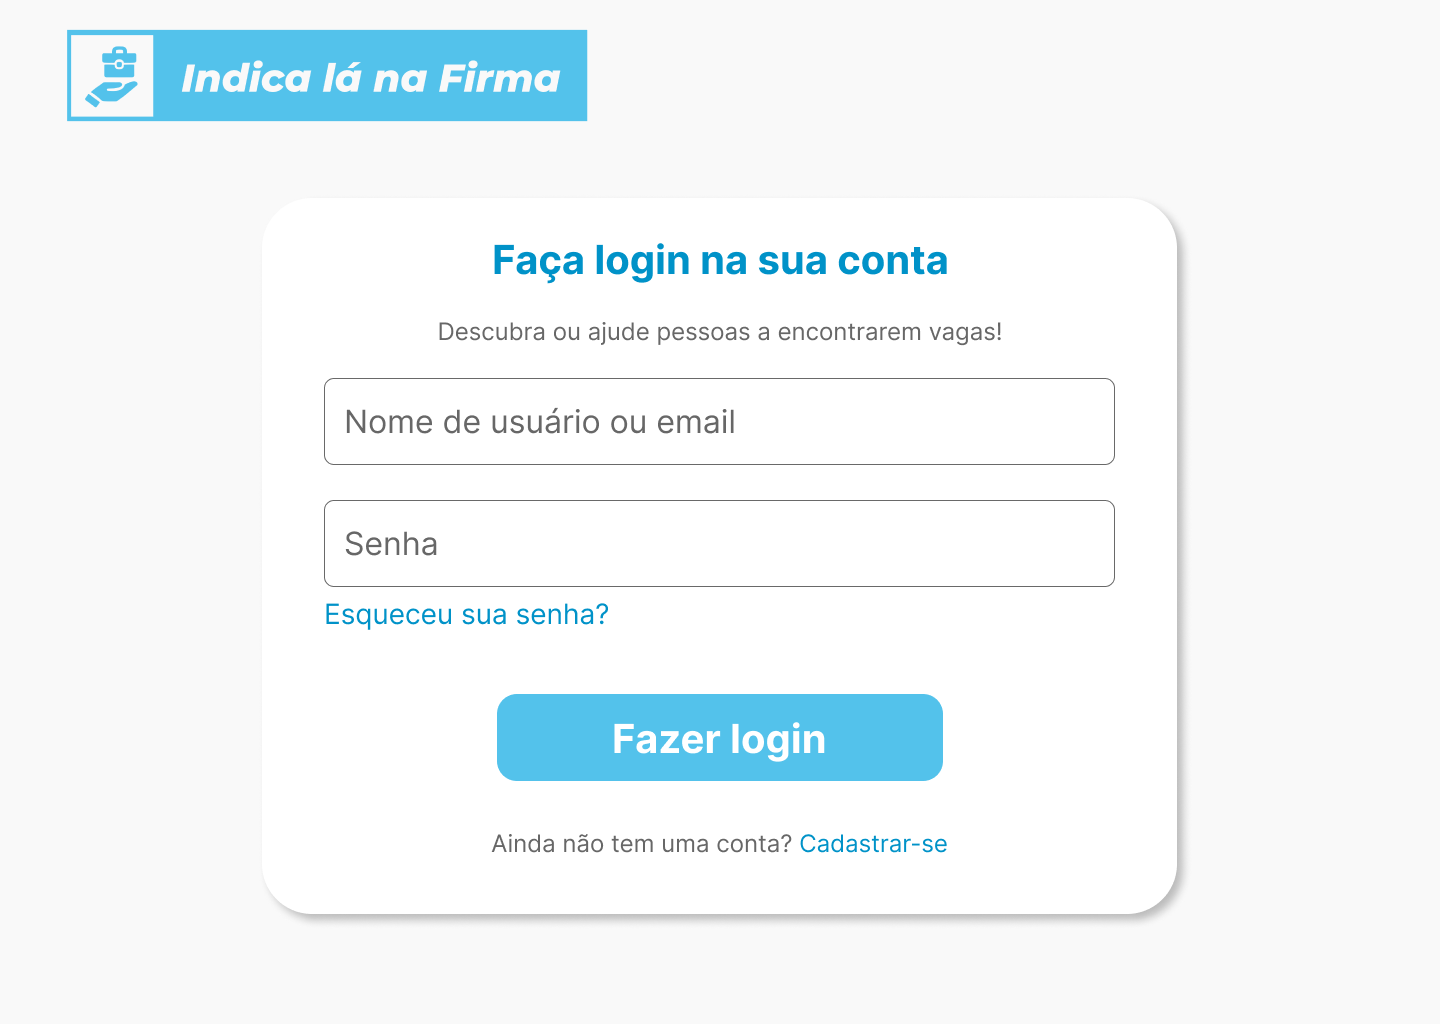 Indica lá na Firma
Faça login na sua conta
Descubra ou ajude pessoas a encontrarem vagas!
Nome de usuário ou email
Senha
Esqueceu sua senha?
Fazer login
Ainda não tem uma conta? Cadastrar-se